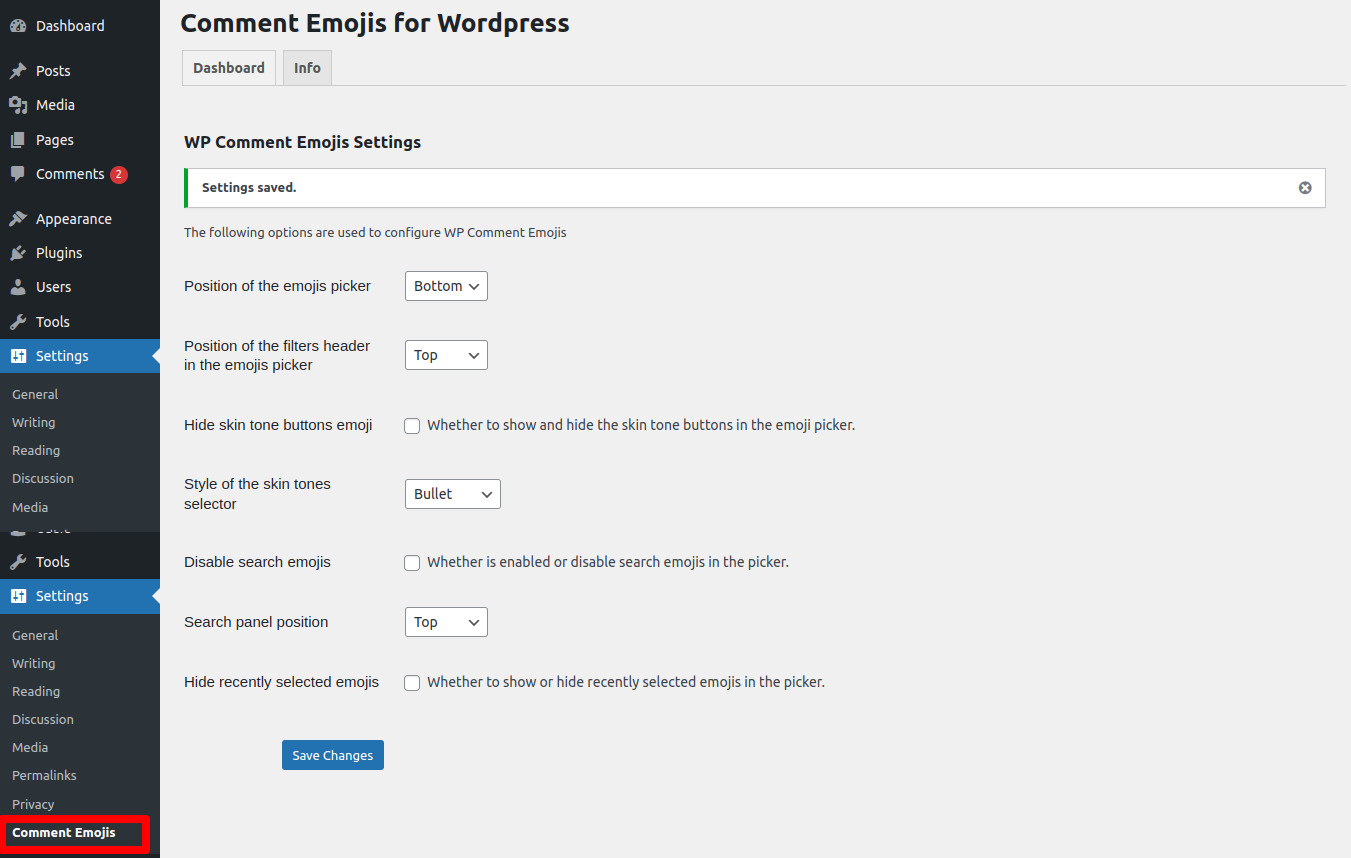 Dashboard
Posts
Media
Pages
Comments 2
Appearance
Plugins
Users
Tools
Settings
General
Writing
Reading
Discussion
Media
Tools
Settings
General
Writing
Reading
Discussion
Media
Permalinks
Privacy
Comment Emojis
Comment Emojis for Wordpress
Dashboard
Info
WP Comment Emojis Settings
Settings saved.
The following options are used to configure WP Comment Emojis
Position of the emojis picker
Bottom
Position of the filters header
in the emojis picker
Top
Hide skin tone buttons emoji
Whether to show and hide the skin tone buttons in the emoji picker.
Style of the skin tones
selector
Bullet
Disable search emojis
Whether is enabled or disable search emojis in the picker.
Search panel position
Top
Hide recently selected emojis
Whether to show or hide recently selected emojis in the picker.
Save Changes